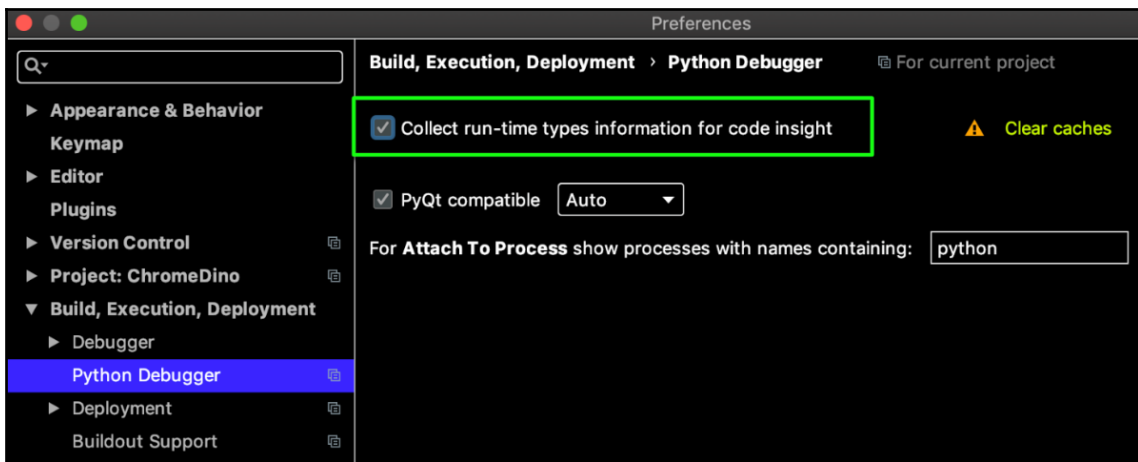 Preferences
Appearance & Behavior
Keymap
Editor
Plugins
Version Control
Project: ChromeDino
Build, Execution, Deployment
Debugger
Python Debugger
Deployment
Buildout Support
Build, Execution, Deployment › Python Debugger For current project
Collect run-time types information for code insight Clear caches
PyQt compatible Auto
For Attach To Process show processes with names containing: python